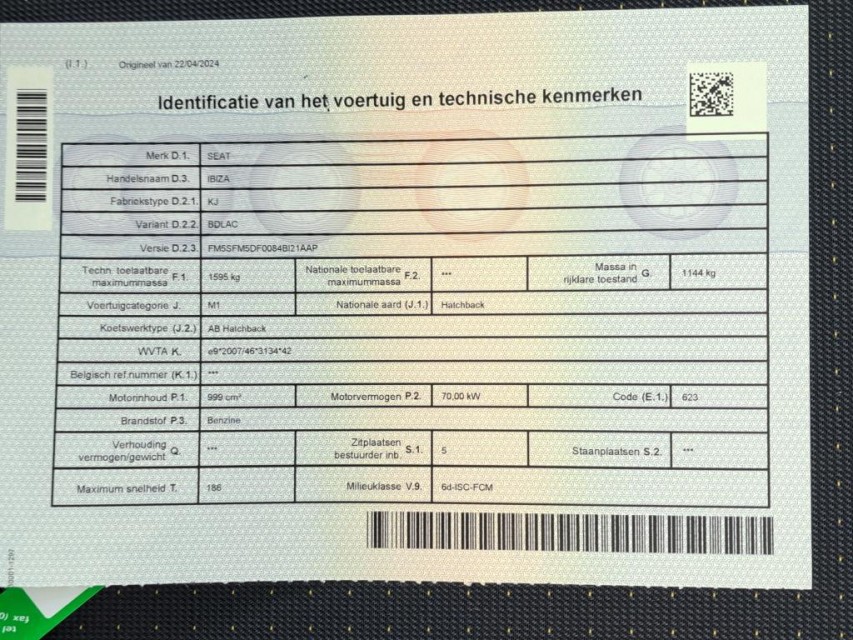 (I.1.) Origineel van 22/04/2024
Identificatie van het voertuig en technische kenmerken
Merk D.1. SEAT
Handelsnaam D.3. IBIZA
Fabriekstype D.2.1. KJ
Variant D.2.2. BDLAC
Versie D.2.3. FM5SFM5DF0084BI21AAP
Techn. toelaatbare maximummassa F.1. 1595 kg Nationale toelaatbare maximummassa F.2. *** Massa in rijklare toestand G. 1144 kg
Voertuigcategorie J. M1 Nationale aard (J.1.) Hatchback
Koetswerktype (J.2.) AB Hatchback
WVTA K. e9*2007/46*3134*42
Belgisch ref.nummer (K.1.) ***
Motorinhoud P.1. 999 cm³ Motorvermogen P.2. 70,00 kW Code (E.1.) 623
Brandstof P.3. Benzine
Verhouding vermogen/gewicht Q. *** Zitplaatsen bestuurder inb. S.1. 5 Staanplaatsen S.2. ***
Maximum snelheid T. 186 Milieuklasse V.9. 6d-ISC-FCM
tel
fax (0)